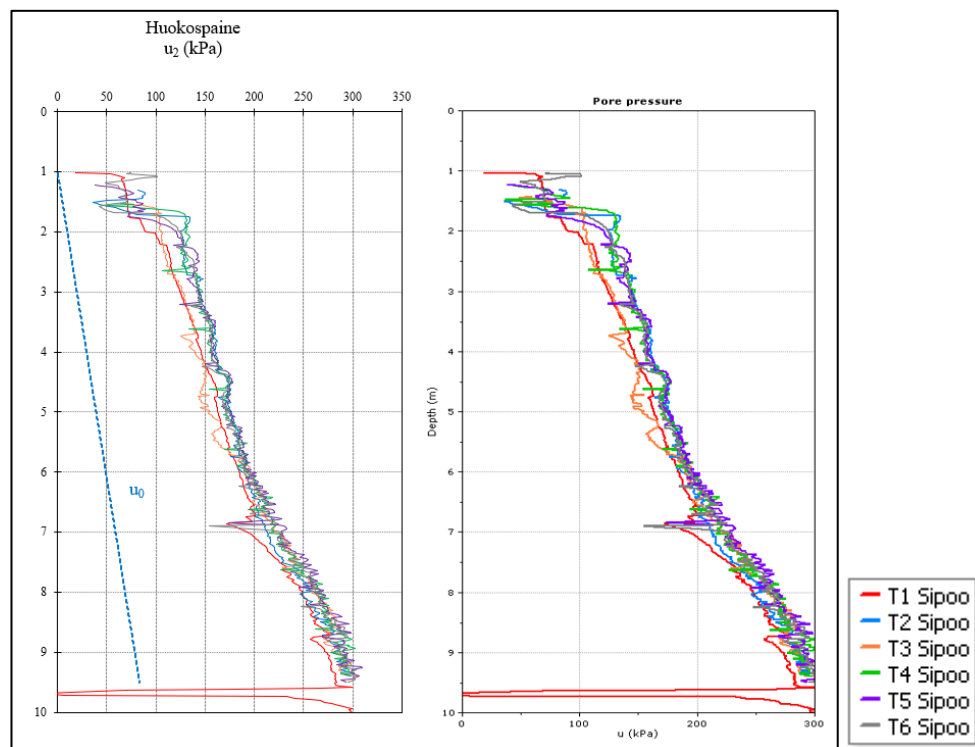 Huokospaine
u₂ (kPa)
0 50 100 150 200 250 300 350
0
1
2
3
4
5
6
7
8
9
10
u₀
Pore pressure
0
1
2
3
4
5
6
7
8
9
10
Depth (m)
0 100 200 300
u (kPa)
T1 Sipoo
T2 Sipoo
T3 Sipoo
T4 Sipoo
T5 Sipoo
T6 Sipoo